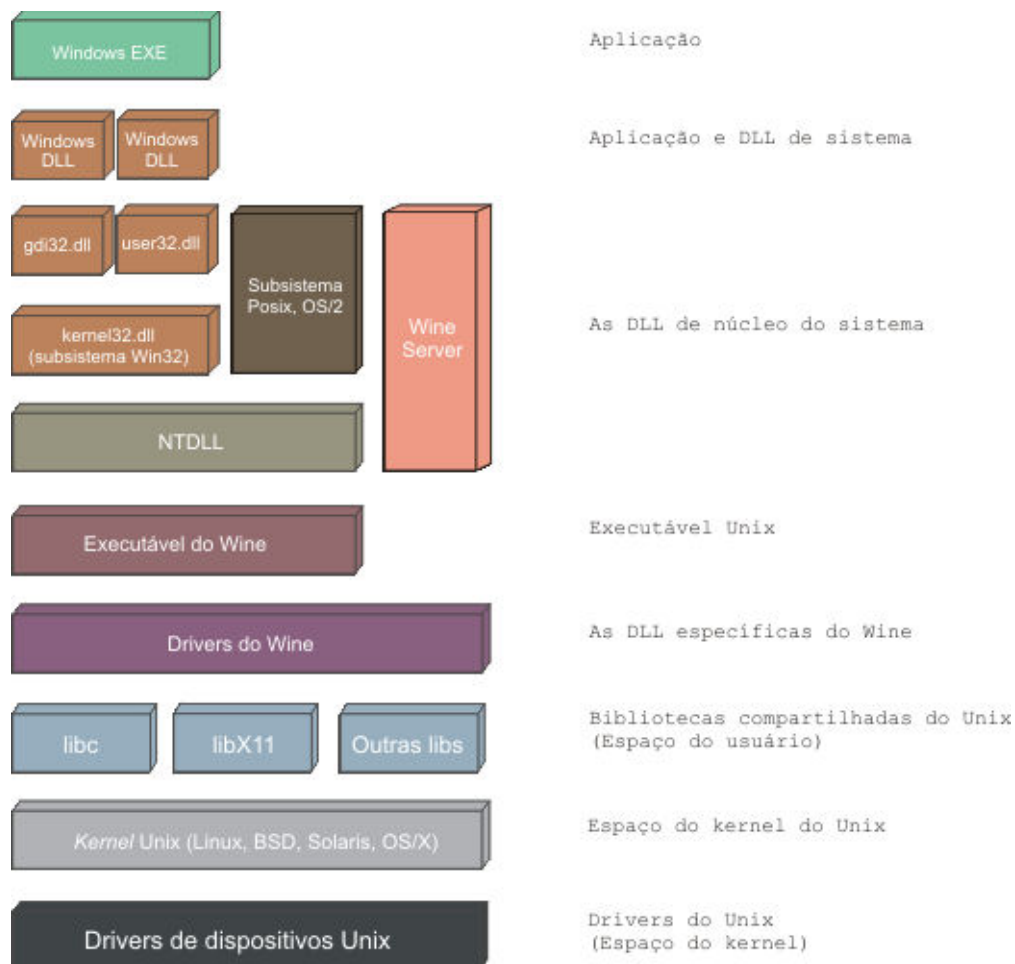 Windows EXE
Aplicação
Windows
DLL
Windows
DLL
Aplicação e DLL de sistema
gdi32.dll
user32.dll
Subsistema
Posix, OS/2
Wine
Server
kernel32.dll
(subsistema Win32)
As DLL de núcleo do sistema
NTDLL
Executável do Wine
Executável Unix
Drivers do Wine
As DLL específicas do Wine
libc
libX11
Outras libs
Bibliotecas compartilhadas do Unix
(Espaço do usuário)
Kernel Unix (Linux, BSD, Solaris, OS/X)
Espaço do kernel do Unix
Drivers de dispositivos Unix
Drivers do Unix
(Espaço do kernel)